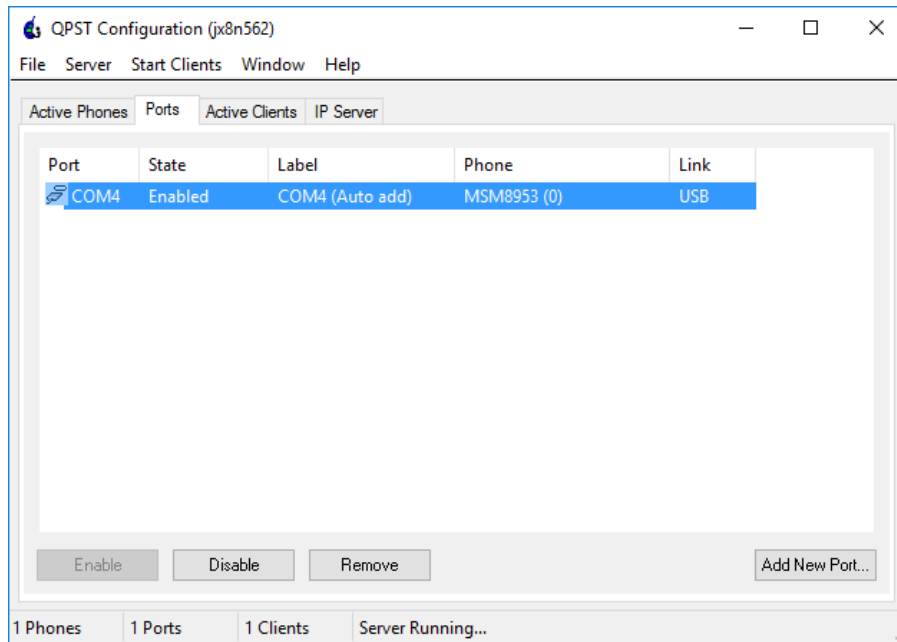 QPST Configuration (jx8n562)
File Server Start Clients Window Help
Active Phones Ports Active Clients IP Server
Port State Label Phone Link
COM4 Enabled COM4 (Auto add) MSM8953 (0) USB
Enable Disable Remove Add New Port...
1 Phones 1 Ports 1 Clients Server Running...